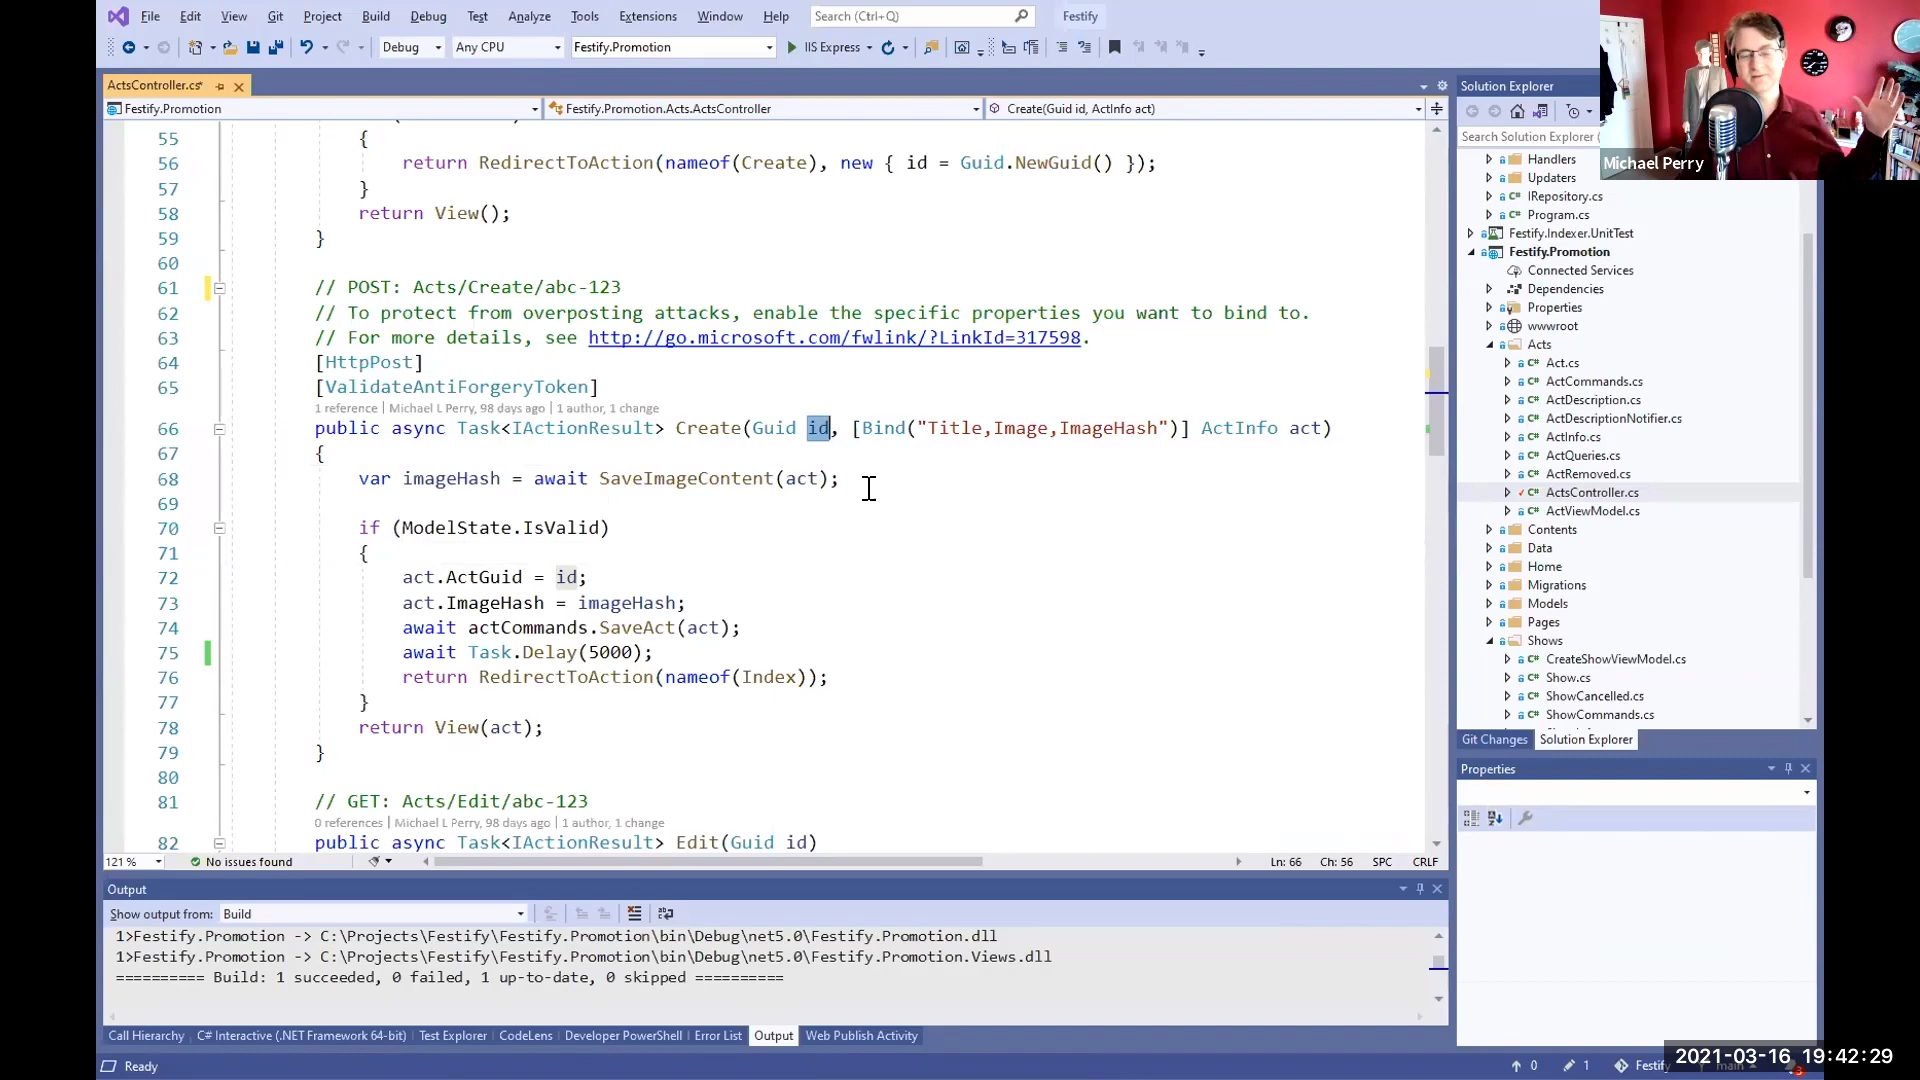 File Edit View Git Project Build Debug Test Analyze Tools Extensions Window Help Search (Ctrl+Q) Festify
Debug Any CPU Festify.Promotion IIS Express
ActsController.cs*
Festify.Promotion Festify.Promotion.Acts.ActsController Create(Guid id, ActInfo act)
55 {
56 return RedirectToAction(nameof(Create), new { id = Guid.NewGuid() });
57 }
58 return View();
59 }
60
61 // POST: Acts/Create/abc-123
62 // To protect from overposting attacks, enable the specific properties you want to bind to.
63 // For more details, see http://go.microsoft.com/fwlink/?LinkId=317598.
64 [HttpPost]
65 [ValidateAntiForgeryToken]
1 reference | Michael L Perry, 98 days ago | 1 author, 1 change
66 public async Task<IActionResult> Create(Guid id, [Bind("Title,Image,ImageHash")] ActInfo act)
67 {
68 var imageHash = await SaveImageContent(act);
69
70 if (ModelState.IsValid)
71 {
72 act.ActGuid = id;
73 act.ImageHash = imageHash;
74 await actCommands.SaveAct(act);
75 await Task.Delay(5000);
76 return RedirectToAction(nameof(Index));
77 }
78 return View(act);
79 }
80
81 // GET: Acts/Edit/abc-123
0 references | Michael L Perry, 98 days ago | 1 author, 1 change
82 public async Task<IActionResult> Edit(Guid id)
121 % No issues found Ln: 66 Ch: 56 SPC CRLF
Output
Show output from: Build
1>Festify.Promotion -> C:\Projects\Festify\Festify.Promotion\bin\Debug\net5.0\Festify.Promotion.dll
1>Festify.Promotion -> C:\Projects\Festify\Festify.Promotion\bin\Debug\net5.0\Festify.Promotion.Views.dll
========== Build: 1 succeeded, 0 failed, 1 up-to-date, 0 skipped ==========
Call Hierarchy C# Interactive (.NET Framework 64-bit) Test Explorer CodeLens Developer PowerShell Error List Output Web Publish Activity
Ready
Solution Explorer
Search Solution Explorer (
Michael Perry
Handlers
Updaters
C# IRepository.cs
C# Program.cs
Festify.Indexer.UnitTest
Festify.Promotion
Connected Services
Dependencies
Properties
wwwroot
Acts
C# Act.cs
C# ActCommands.cs
C# ActDescription.cs
C# ActDescriptionNotifier.cs
C# ActInfo.cs
C# ActQueries.cs
C# ActRemoved.cs
C# ActsController.cs
C# ActViewModel.cs
Contents
Data
Home
Migrations
Models
Pages
Shows
C# CreateShowViewModel.cs
C# Show.cs
C# ShowCancelled.cs
C# ShowCommands.cs
Git Changes Solution Explorer
Properties
0 1 Festify main
2021-03-16 19:42:29